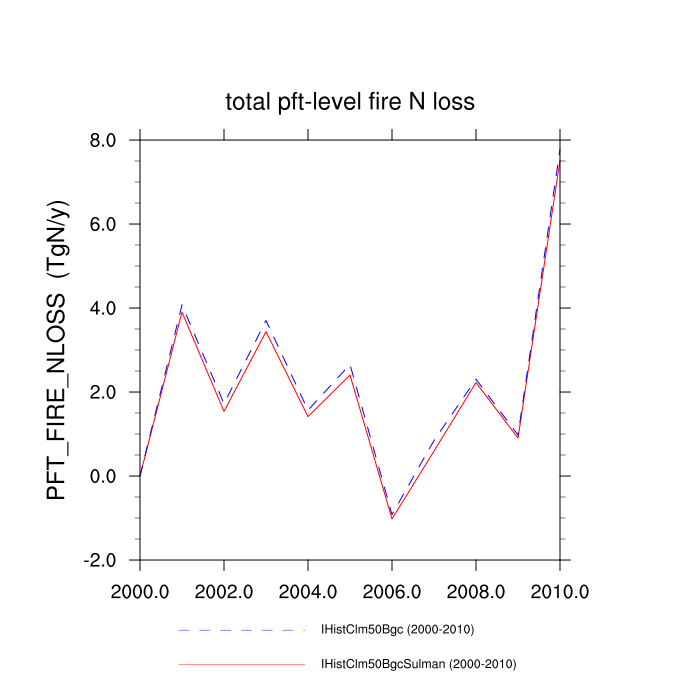 total pft-level fire N loss
PFT_FIRE_NLOSS (TgN/y)
8.0
6.0
4.0
2.0
0.0
-2.0
2000.0 2002.0 2004.0 2006.0 2008.0 2010.0
IHistClm50Bgc (2000-2010)
IHistClm50BgcSulman (2000-2010)